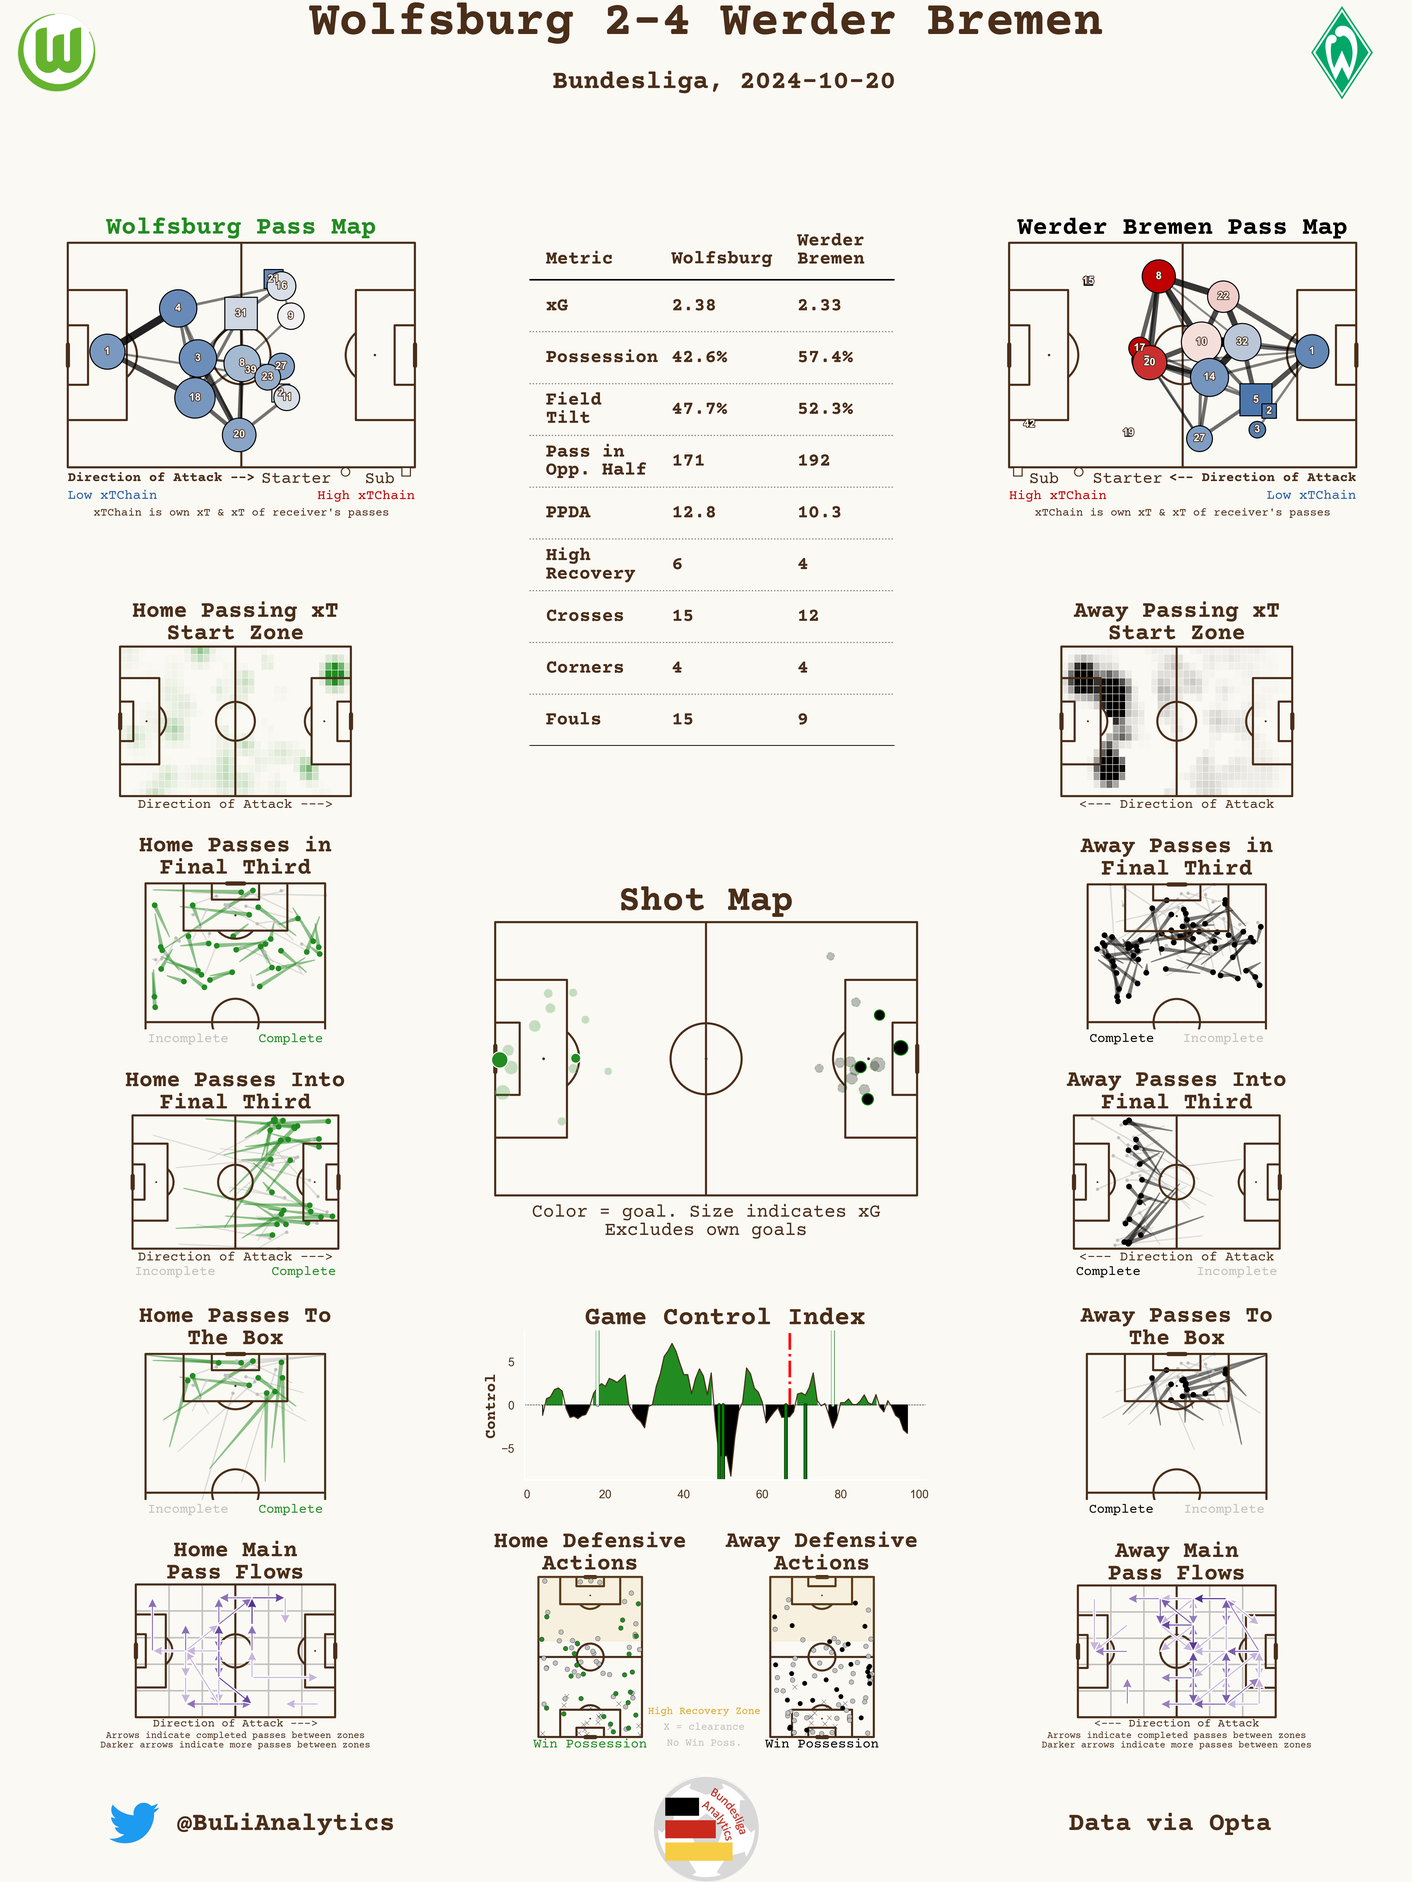 Wolfsburg 2-4 Werder Bremen
Bundesliga, 2024-10-20
Wolfsburg Pass Map
21
16
4
31
9
1
3
8
39
27
23
2
11
18
20
Direction of Attack --> Starter Sub
Low xTChain High xTChain
xTChain is own xT & xT of receiver's passes
Metric Wolfsburg Werder
Bremen
xG 2.38 2.33
Possession 42.6% 57.4%
Field
Tilt 47.7% 52.3%
Pass in
Opp. Half 171 192
PPDA 12.8 10.3
High
Recovery 6 4
Crosses 15 12
Corners 4 4
Fouls 15 9
Werder Bremen Pass Map
15
8
22
17
10
32
1
20
14
5
2
42
19
27
3
Sub Starter <-- Direction of Attack
High xTChain Low xTChain
xTChain is own xT & xT of receiver's passes
Home Passing xT
Start Zone
Direction of Attack --->
Away Passing xT
Start Zone
<--- Direction of Attack
Home Passes in
Final Third
Incomplete Complete
Away Passes in
Final Third
Complete Incomplete
Shot Map
Color = goal. Size indicates xG
Excludes own goals
Home Passes Into
Final Third
Direction of Attack --->
Incomplete Complete
Away Passes Into
Final Third
<--- Direction of Attack
Complete Incomplete
Home Passes To
The Box
Incomplete Complete
Game Control Index
Control
5
0
−5
0 20 40 60 80 100
Away Passes To
The Box
Complete Incomplete
Home Main
Pass Flows
Direction of Attack --->
Arrows indicate completed passes between zones
Darker arrows indicate more passes between zones
Home Defensive
Actions
Win Possession
Away Defensive
Actions
Win Possession
High Recovery Zone
X = clearance
No Win Poss.
Away Main
Pass Flows
<--- Direction of Attack
Arrows indicate completed passes between zones
Darker arrows indicate more passes between zones
@BuLiAnalytics
Bundesliga
Analytics
Data via Opta